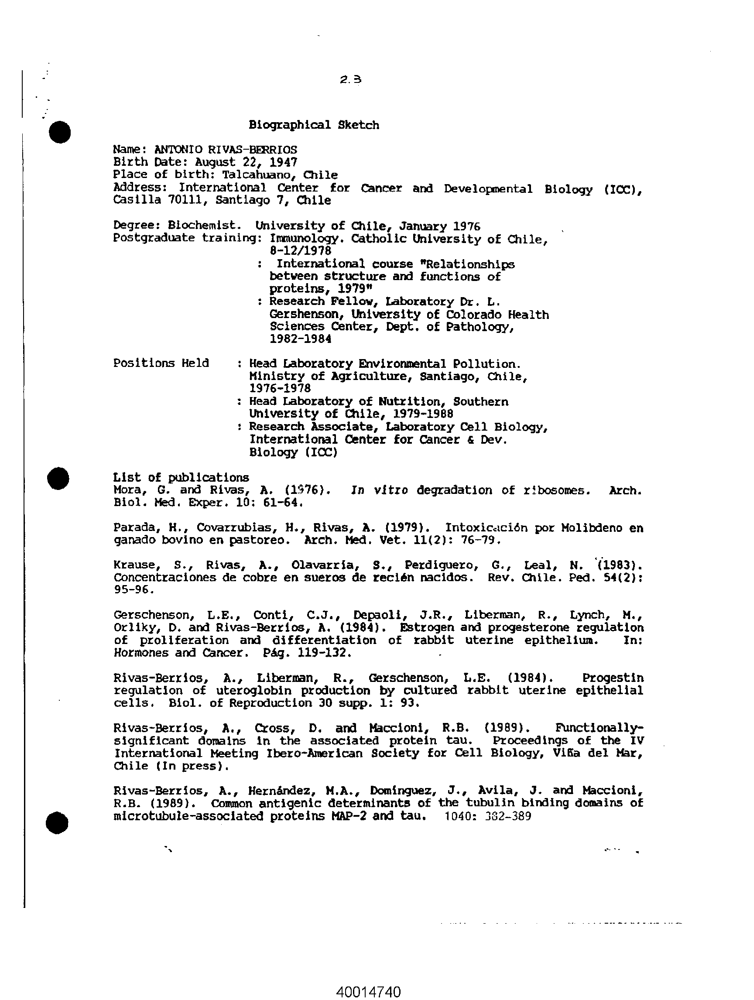 2.3
Biographical Sketch
Name: ANTONIO RIVAS-BERRIOS
Birth Date: August 22, 1947
Place of birth: Talcahuano, Chile
Address: International Center for Cancer and Developmental Biology (ICC),
Casilla 70111, Santiago 7, Chile
Degree: Biochemist. University of Chile, January 1976
Postgraduate training: Immunology. Catholic University of Chile,
8-12/1978
: International course "Relationships
between structure and functions of
proteins, 1979"
: Research Fellow, Laboratory Dr. L.
Gershenson, University of Colorado Health
Sciences Center, Dept. of Pathology,
1982-1984
Positions Held : Head Laboratory Environmental Pollution.
Ministry of Agriculture, Santiago, Chile,
1976-1978
: Head Laboratory of Nutrition, Southern
University of Chile, 1979-1988
: Research Associate, Laboratory Cell Biology,
International Center for Cancer & Dev.
Biology (ICC)
List of publications
Mora, G. and Rivas, A. (1976). In vitro degradation of ribosomes. Arch.
Biol. Med. Exper. 10: 61-64.
Parada, H., Covarrubias, H., Rivas, A. (1979). Intoxicación por Molibdeno en
ganado bovino en pastoreo. Arch. Med. Vet. 11(2): 76-79.
Krause, S., Rivas, A., Olavarría, S., Perdiguero, G., Leal, N. (1983).
Concentraciones de cobre en sueros de recién nacidos. Rev. Chile. Ped. 54(2):
95-96.
Gerschenson, L.E., Conti, C.J., Depaoli, J.R., Liberman, R., Lynch, M.,
Orliky, D. and Rivas-Berrios, A. (1984). Estrogen and progesterone regulation
of proliferation and differentiation of rabbit uterine epithelium. In:
Hormones and Cancer. Pág. 119-132.
Rivas-Berrios, A., Liberman, R., Gerschenson, L.E. (1984). Progestin
regulation of uteroglobin production by cultured rabbit uterine epithelial
cells. Biol. of Reproduction 30 supp. 1: 93.
Rivas-Berrios, A., Cross, D. and Maccioni, R.B. (1989). Functionally-
significant domains in the associated protein tau. Proceedings of the IV
International Meeting Ibero-American Society for Cell Biology, Viña del Mar,
Chile (In press).
Rivas-Berrios, A., Hernández, M.A., Domínguez, J., Avila, J. and Maccioni,
R.B. (1989). Common antigenic determinants of the tubulin binding domains of
microtubule-associated proteins MAP-2 and tau. 1040: 382-389
40014740